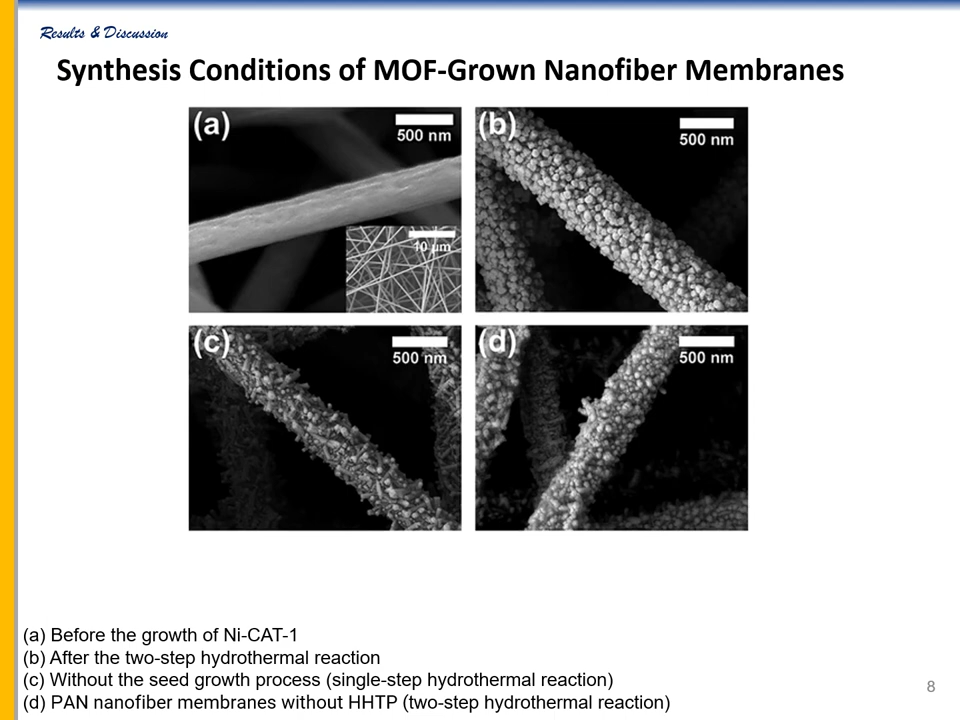 Results & Discussion
Synthesis Conditions of MOF-Grown Nanofiber Membranes
(a)
500 nm
10 µm
(b)
500 nm
(c)
500 nm
(d)
500 nm
(a) Before the growth of Ni-CAT-1
(b) After the two-step hydrothermal reaction
(c) Without the seed growth process (single-step hydrothermal reaction)
(d) PAN nanofiber membranes without HHTP (two-step hydrothermal reaction)
8